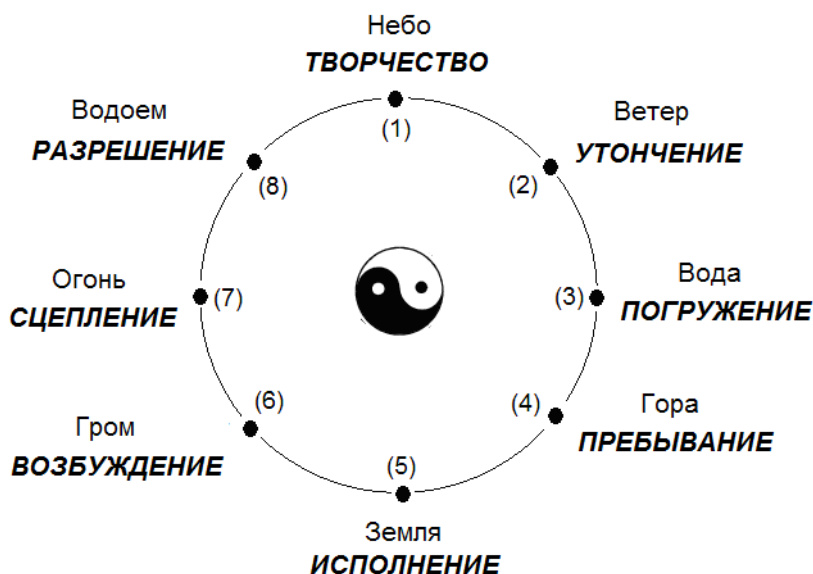 Небо
ТВОРЧЕСТВО
(1)
Ветер
УТОНЧЕНИЕ
(2)
Вода
ПОГРУЖЕНИЕ
(3)
Гора
ПРЕБЫВАНИЕ
(4)
(5)
Земля
ИСПОЛНЕНИЕ
(6)
Гром
ВОЗБУЖДЕНИЕ
Огонь
СЦЕПЛЕНИЕ
(7)
Водоем
РАЗРЕШЕНИЕ
(8)